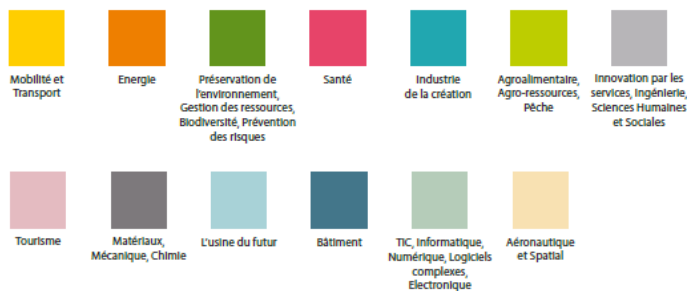 Mobilité et
Transport
Energie
Préservation de
l'environnement,
Gestion des ressources,
Biodiversité, Prévention
des risques
Santé
Industrie
de la création
Agroalimentaire,
Agro-ressources,
Pêche
Innovation par les
services, Ingénierie,
Sciences Humaines
et Sociales
Tourisme
Matériaux,
Mécanique, Chimie
L'usine du futur
Bâtiment
TIC, Informatique,
Numérique, Logiciels
complexes,
Electronique
Aéronautique
et Spatial